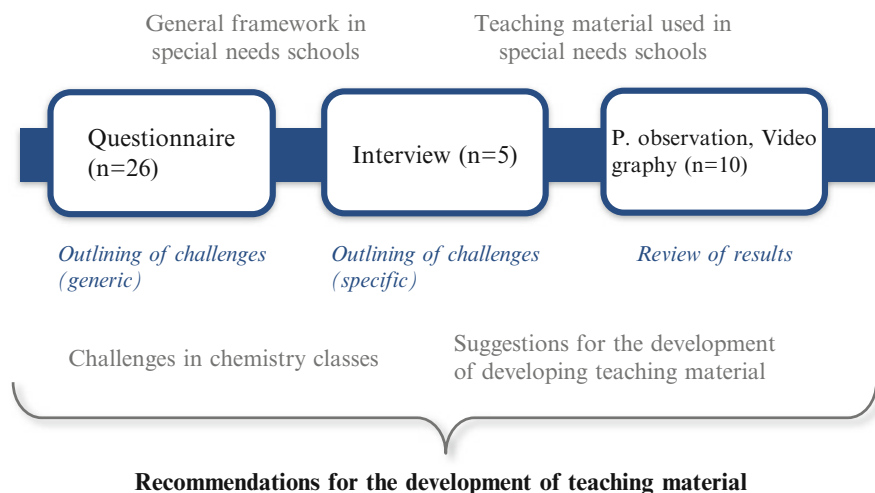 General framework in
special needs schools
Teaching material used in
special needs schools
Questionnaire
(n=26)
Interview (n=5)
P. observation, Video
graphy (n=10)
Outlining of challenges
(generic)
Outlining of challenges
(specific)
Review of results
Challenges in chemistry classes
Suggestions for the development
of developing teaching material
Recommendations for the development of teaching material